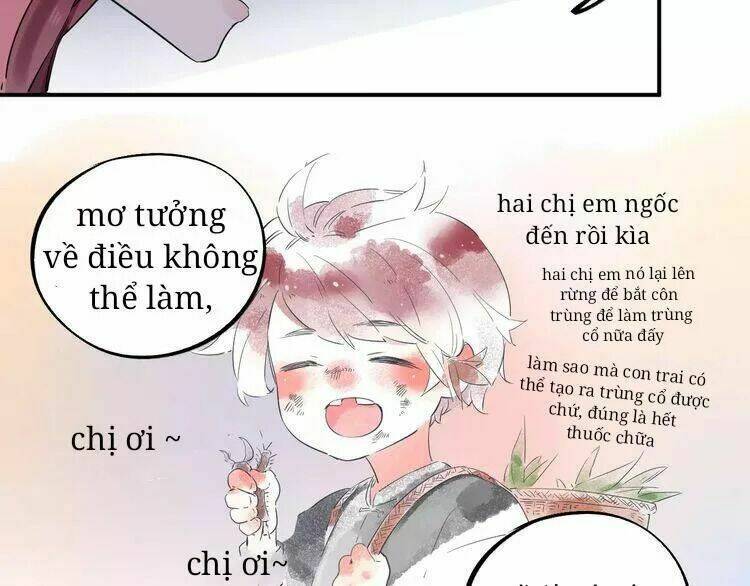 mơ tưởng
về điều không
thể làm,
hai chị em ngốc
đến rồi kìa
hai chị em nó lại lên
rừng để bắt côn
trùng để làm trùng
cổ nữa đấy
làm sao mà con trai có
thể tạo ra trùng cổ được
chứ, đúng là hết
thuốc chữa
chị ơi ~
chị ơi~